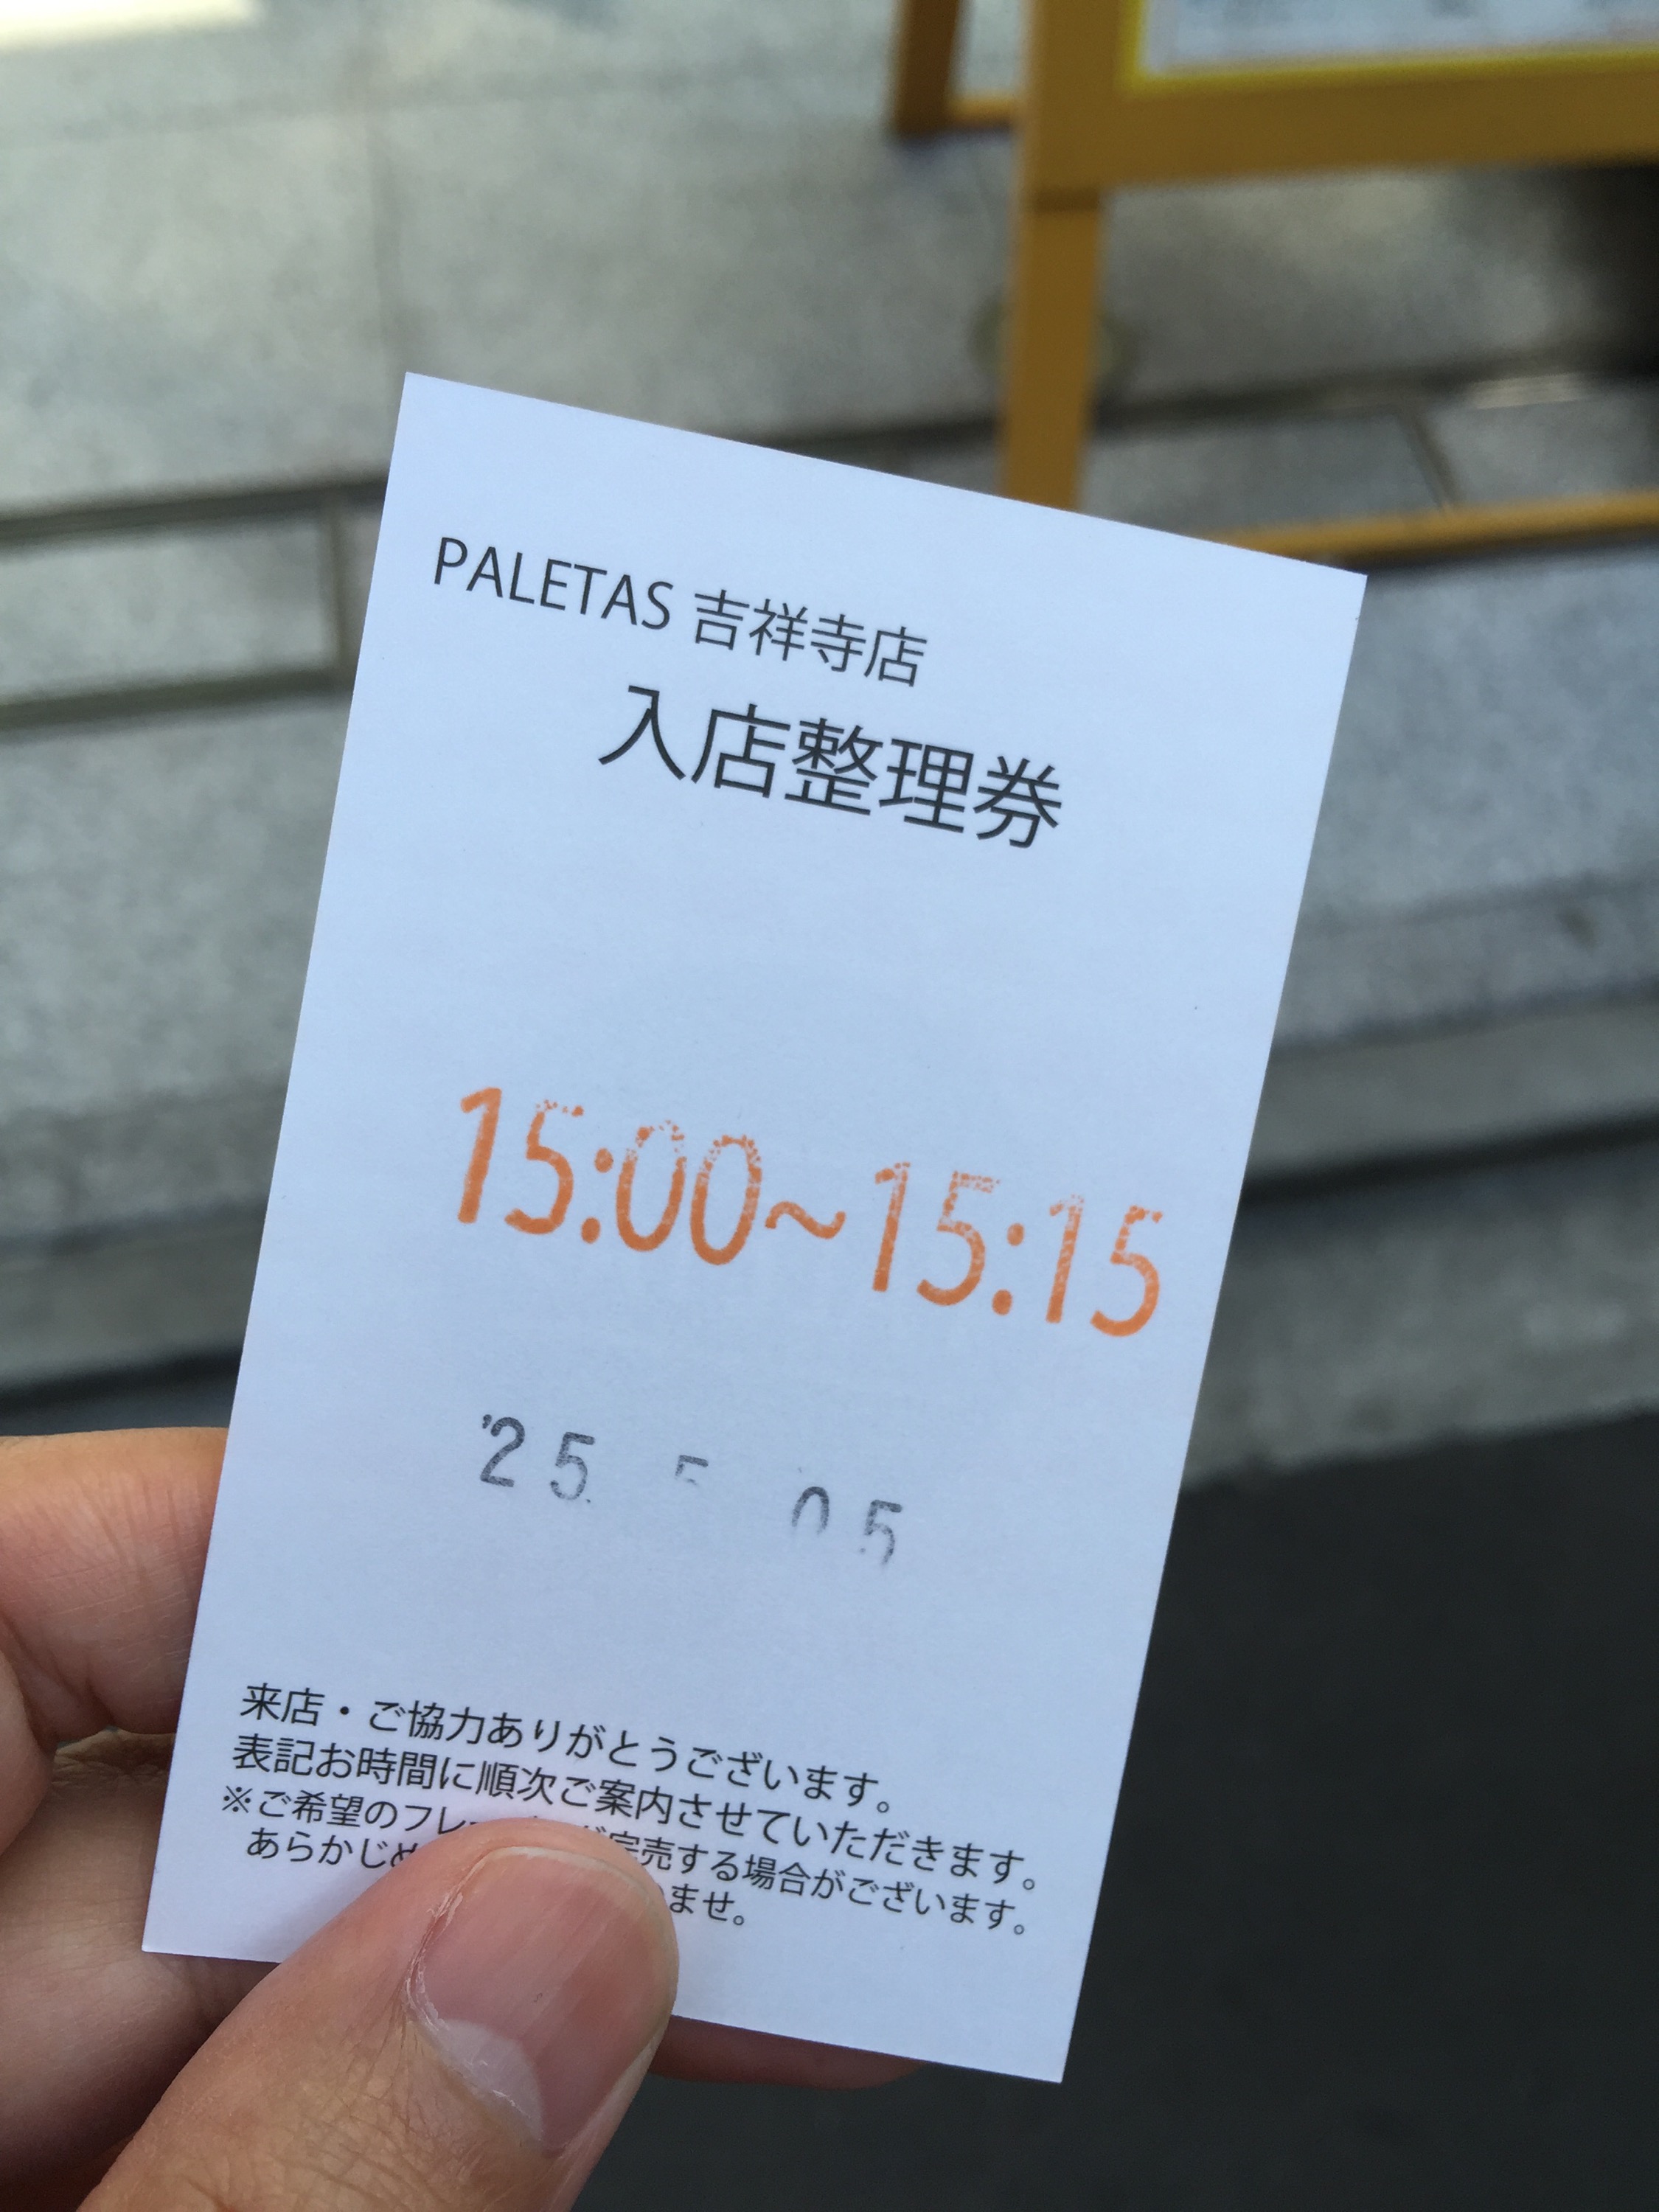 PALETAS 吉祥寺店
入店整理券
15:00~15:15
'25. 5 05
来店・ご協力ありがとうございます。
表記お時間に順次ご案内させていただきます。
※ご希望のフレ 完売する場合がございます。
あらかじめ ませ。